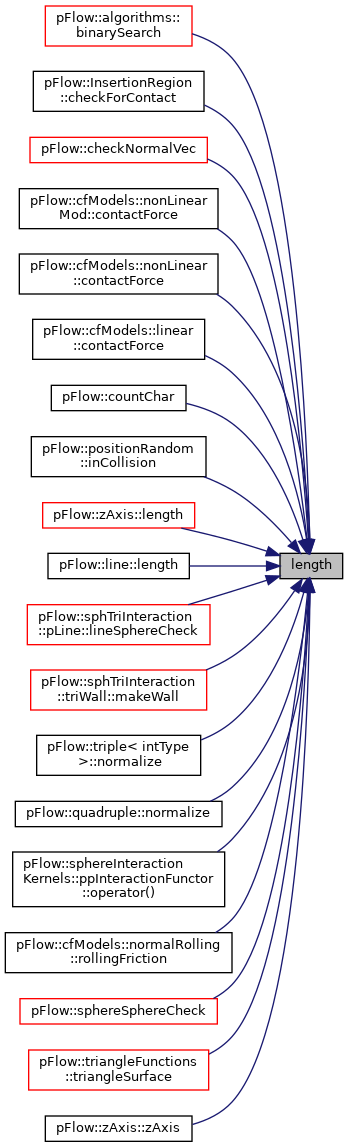 pFlow::algorithms::
binarySearch
pFlow::InsertionRegion
::checkForContact
pFlow::checkNormalVec
pFlow::cfModels::nonLinear
Mod::contactForce
pFlow::cfModels::nonLinear
::contactForce
pFlow::cfModels::linear
::contactForce
pFlow::countChar
pFlow::positionRandom
::inCollision
pFlow::zAxis::length
pFlow::line::length
length
pFlow::sphTriInteraction
::pLine::lineSphereCheck
pFlow::sphTriInteraction
::triWall::makeWall
pFlow::triple< intType
>::normalize
pFlow::quadruple::normalize
pFlow::sphereInteraction
Kernels::ppInteractionFunctor
::operator()
pFlow::cfModels::normalRolling
::rollingFriction
pFlow::sphereSphereCheck
pFlow::triangleFunctions
::triangleSurface
pFlow::zAxis::zAxis